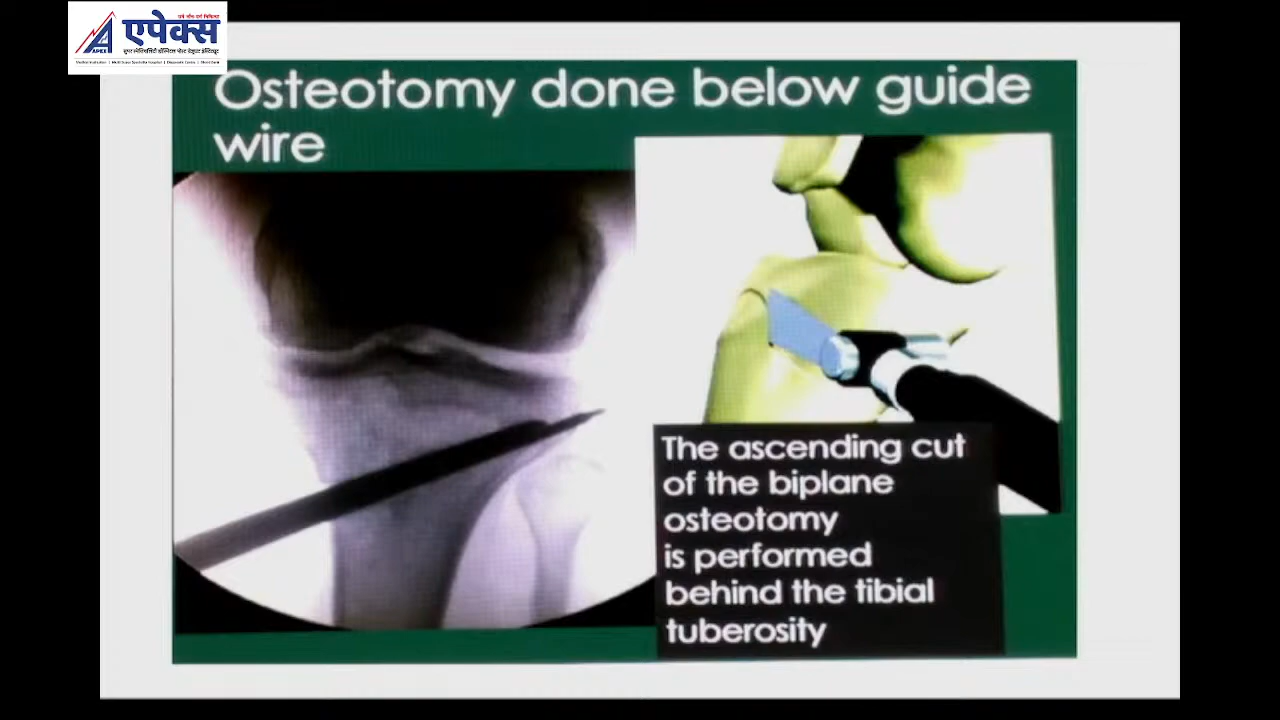 एपेक्स
APEX
Osteotomy done below guide
wire
The ascending cut
of the biplane
osteotomy
is performed
behind the tibial
tuberosity